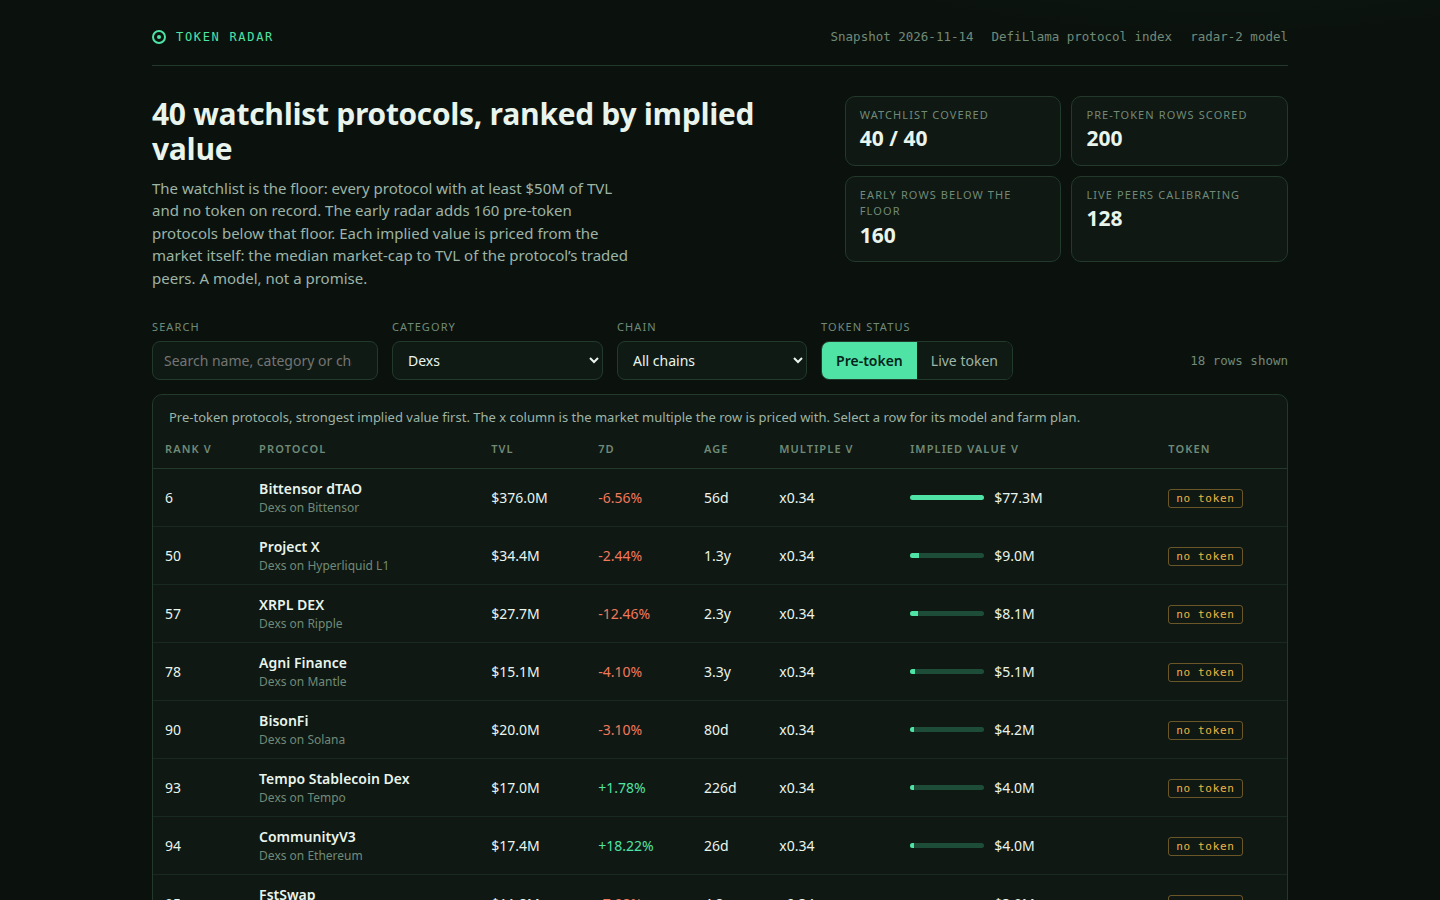 TOKEN RADAR
Snapshot 2026-11-14 DefiLlama protocol index radar-2 model
40 watchlist protocols, ranked by implied
value
The watchlist is the floor: every protocol with at least $50M of TVL
and no token on record. The early radar adds 160 pre-token
protocols below that floor. Each implied value is priced from the
market itself: the median market-cap to TVL of the protocol's traded
peers. A model, not a promise.
WATCHLIST COVERED
40 / 40
PRE-TOKEN ROWS SCORED
200
EARLY ROWS BELOW THE
FLOOR
160
LIVE PEERS CALIBRATING
128
SEARCH CATEGORY CHAIN TOKEN STATUS
Search name, category or ch Dexs All chains Pre-token Live token 18 rows shown
Pre-token protocols, strongest implied value first. The x column is the market multiple the row is priced with. Select a row for its model and farm plan.
RANK V PROTOCOL TVL 7D AGE MULTIPLE V IMPLIED VALUE V TOKEN
6 Bittensor dTAO $376.0M -6.56% 56d x0.34 $77.3M no token
Dexs on Bittensor
50 Project X $34.4M -2.44% 1.3y x0.34 $9.0M no token
Dexs on Hyperliquid L1
57 XRPL DEX $27.7M -12.46% 2.3y x0.34 $8.1M no token
Dexs on Ripple
78 Agni Finance $15.1M -4.10% 3.3y x0.34 $5.1M no token
Dexs on Mantle
90 BisonFi $20.0M -3.10% 80d x0.34 $4.2M no token
Dexs on Solana
93 Tempo Stablecoin Dex $17.0M +1.78% 226d x0.34 $4.0M no token
Dexs on Tempo
94 CommunityV3 $17.4M +18.22% 26d x0.34 $4.0M no token
Dexs on Ethereum
FstSwap